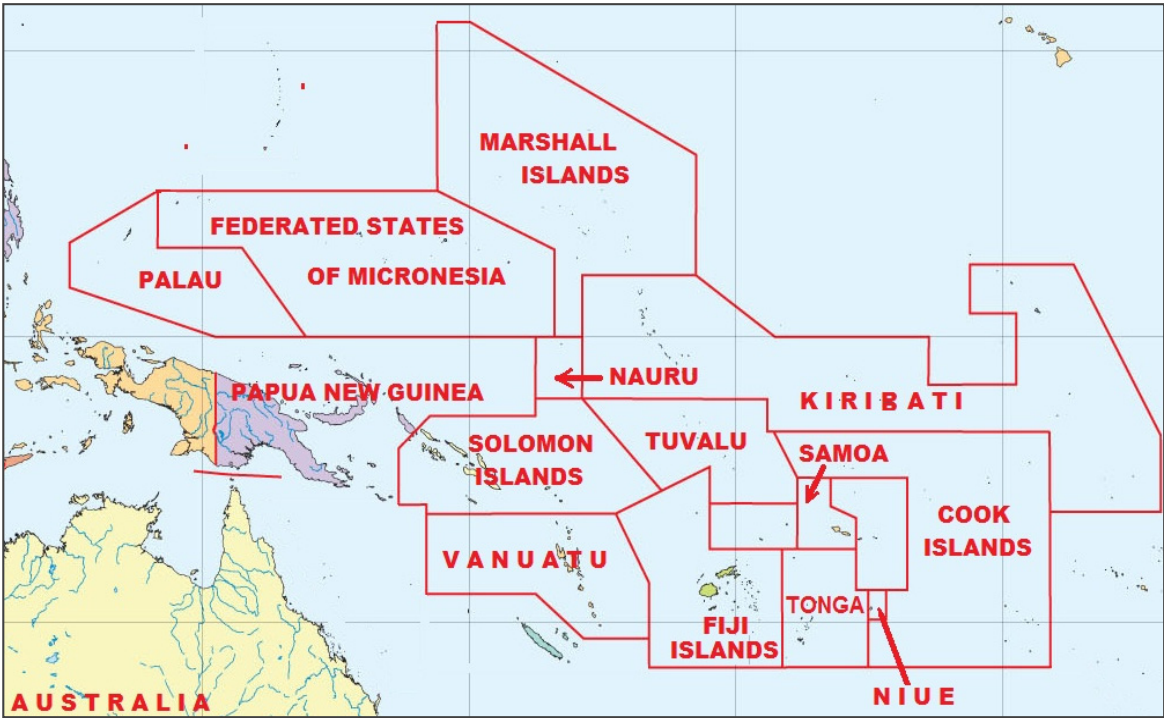 MARSHALL
ISLANDS
FEDERATED STATES
OF MICRONESIA
PALAU
NAURU
PAPUA NEW GUINEA
KIRIBATI
SOLOMON
ISLANDS
TUVALU
SAMOA
COOK
ISLANDS
VANUATU
TONGA
FIJI
ISLANDS
NIUE
AUSTRALIA